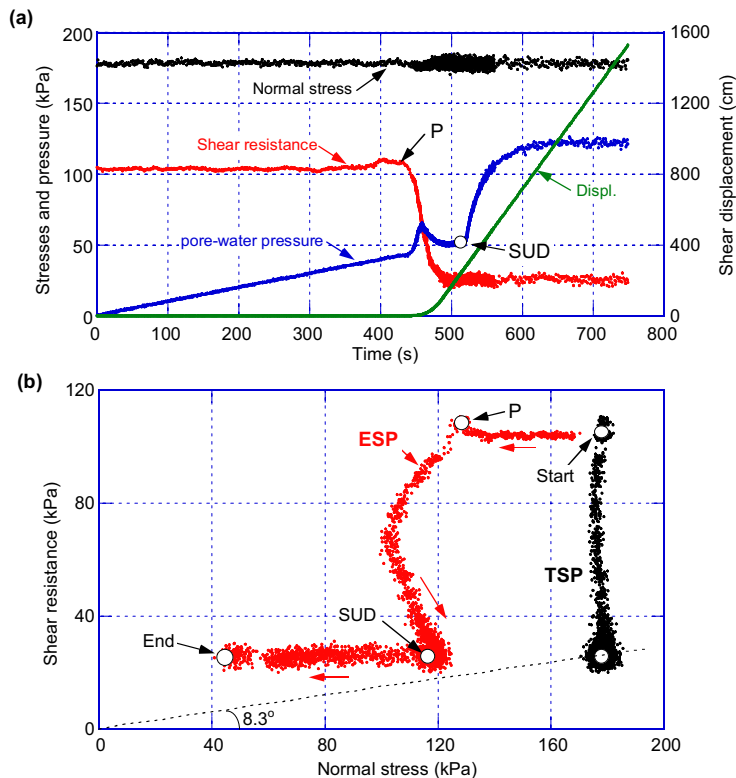 (a)
200
150
100
50
0
Stresses and pressure (kPa)
1600
1400
1200
800
400
0
Shear displacement (cm)
Normal stress
P
Shear resistance
Displ.
pore-water pressure
SUD
0 100 200 300 400 500 600 700 800
Time (s)
(b)
120
80
40
0
Shear resistance (kPa)
P
ESP
Start
TSP
SUD
End
8.3°
0 40 80 120 160 200
Normal stress (kPa)